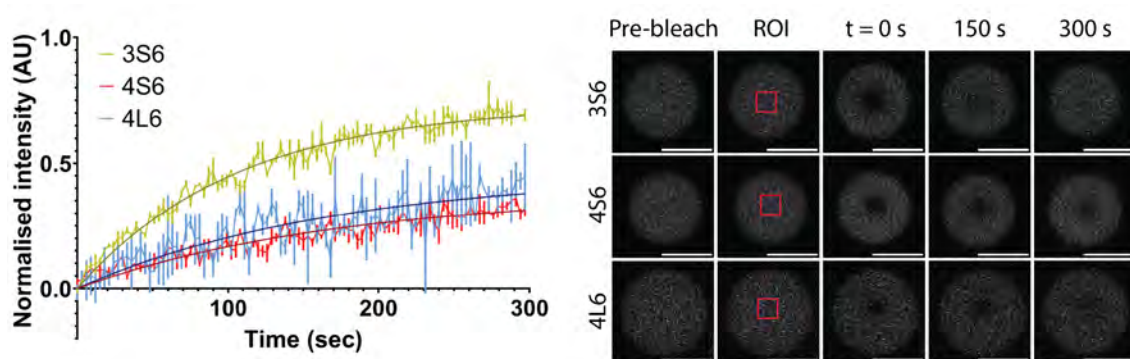 Normalised intensity (AU)
1.0
0.5
0.0
3S6
4S6
4L6
100
200
300
Time (sec)
Pre-bleach ROI t = 0 s 150 s 300 s
3S6
4S6
4L6